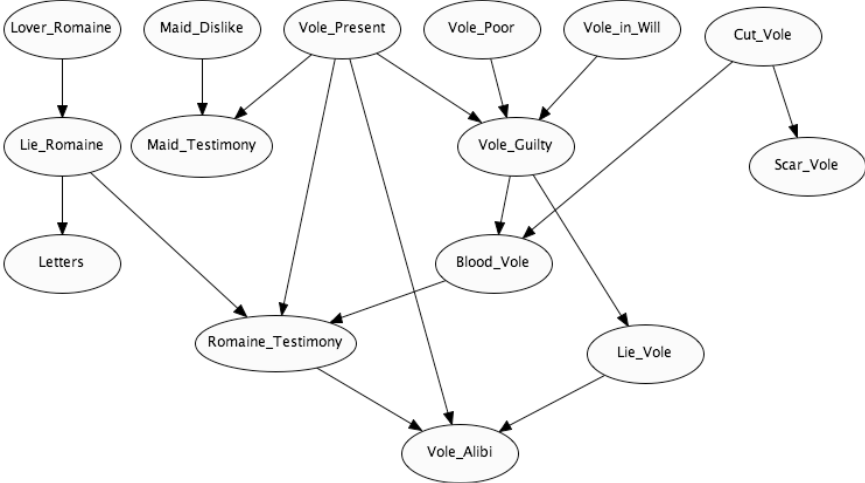 Lover_Romaine
Maid_Dislike
Vole_Present
Vole_Poor
Vole_in_Will
Cut_Vole
Lie_Romaine
Maid_Testimony
Vole_Guilty
Scar_Vole
Letters
Blood_Vole
Romaine_Testimony
Lie_Vole
Vole_Alibi